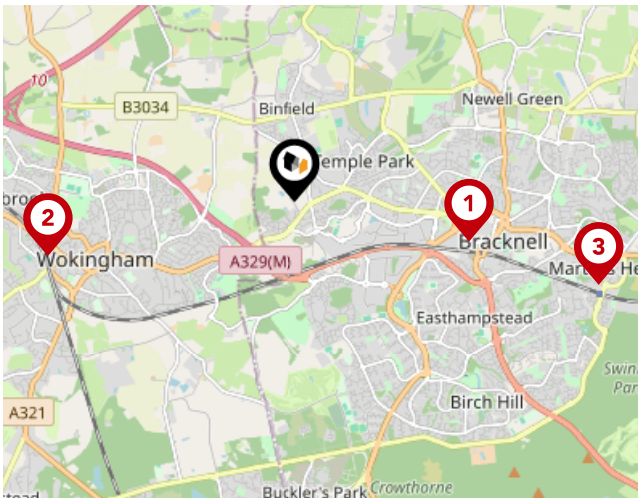 10
B3034
Binfield
Newell Green
Temple Park
2
1
Bracknell
3
Wokingham
A329(M)
Easthampstead
Birch Hill
A321
Buckler's Park
Crowthorne